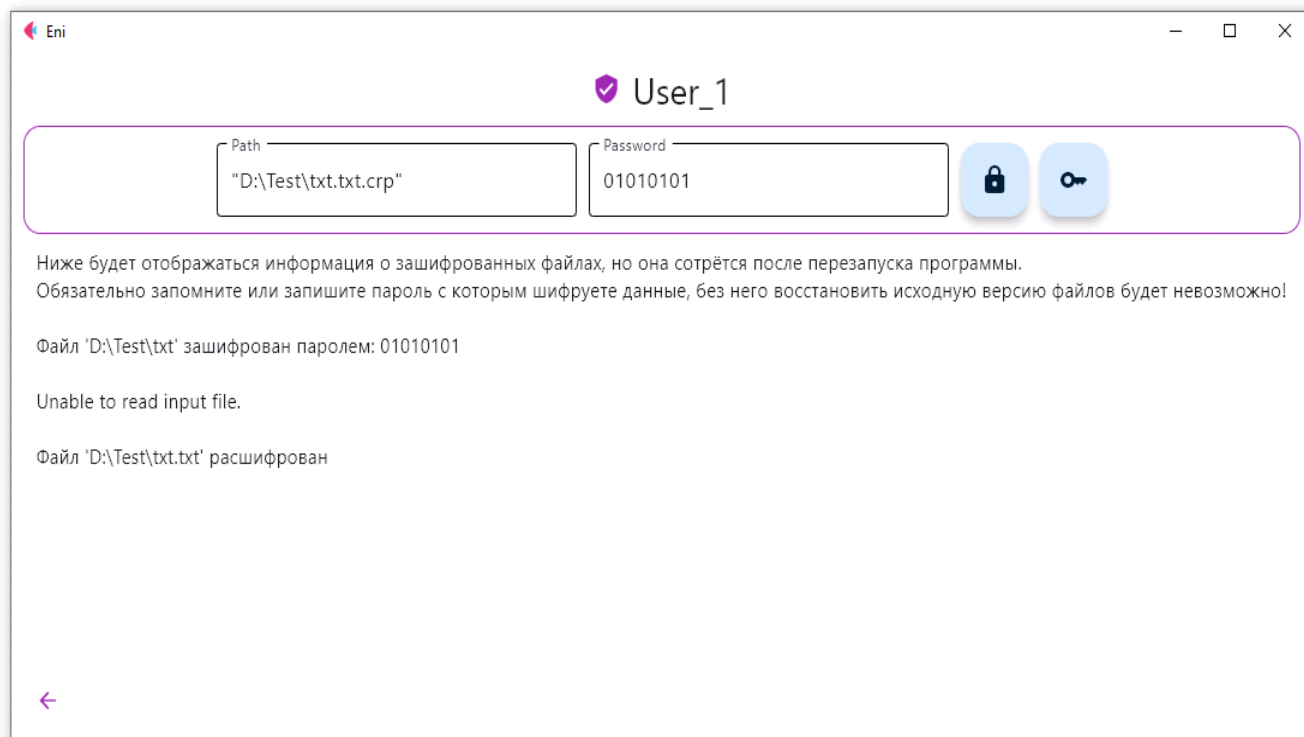 Eni
User_1
Path
Password
"D:\Test\txt.txt.crp"
01010101
Ниже будет отображаться информация о зашифрованных файлах, но она сотрётся после перезапуска программы.
Обязательно запомните или запишите пароль с которым шифруете данные, без него восстановить исходную версию файлов будет невозможно!
Файл 'D:\Test\txt' зашифрован паролем: 01010101
Unable to read input file.
Файл 'D:\Test\txt.txt' расшифрован